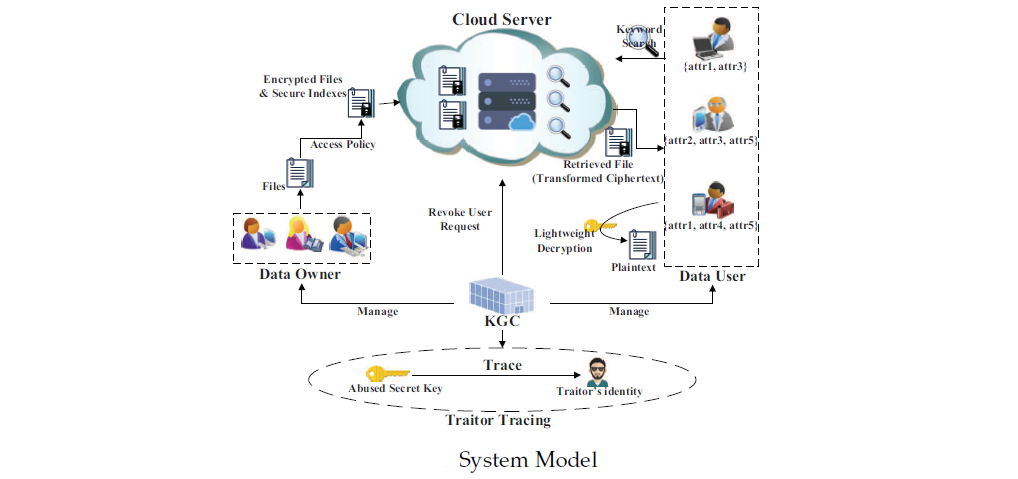 Cloud Server
Keyword
Search
{attr1, attr3}
Encrypted Files
& Secure Indexes
Access Policy
{attr2, attr3, attr5}
Retrieved File
(Transformed Ciphertext)
Files
Revoke User
Request
{attr1, attr4, attr5}
Lightweight
Decryption
Plaintext
Data Owner
Data User
Manage
KGC
Manage
Trace
Abused Secret Key
Traitor's Identity
Traitor Tracing
System Model